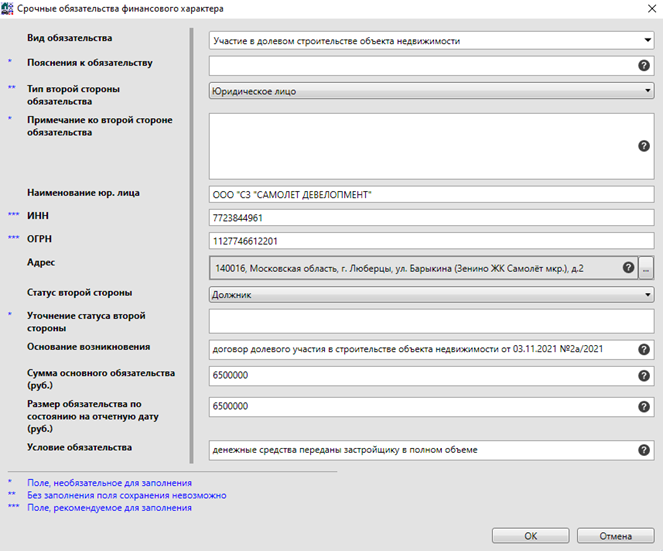 Срочные обязательства финансового характера
Вид обязательства
Участие в долевом строительстве объекта недвижимости
* Пояснения к обязательству
** Тип второй стороны
обязательства
Юридическое лицо
* Примечание ко второй стороне
обязательства
Наименование юр. лица
ООО "СЗ "САМОЛЕТ ДЕВЕЛОПМЕНТ"
*** ИНН
7723844961
*** ОГРН
1127746612201
Адрес
140016, Московская область, г. Люберцы, ул. Барыкина (Зенино ЖК Самолёт мкр.), д.2
...
Статус второй стороны
Должник
* Уточнение статуса второй
стороны
Основание возникновения
договор долевого участия в строительстве объекта недвижимости от 03.11.2021 №2а/2021
Сумма основного обязательства
(руб.)
6500000
Размер обязательства по
состоянию на отчетную дату
(руб.)
6500000
Условие обязательства
денежные средства переданы застройщику в полном объеме
* Поле, необязательное для заполнения
** Без заполнения поля сохранения невозможно
*** Поле, рекомендуемое для заполнения
ОК
Отмена